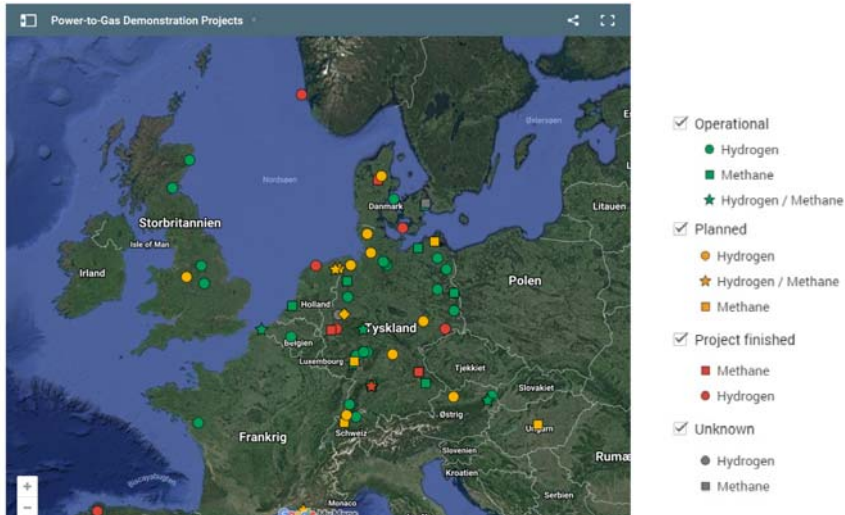 Power-to-Gas Demonstration Projects
Nordsøen
Østersøen
Danmark
Litauen
Storbritannien
Isle of Man
Irland
Polen
Holland
Tyskland
Belgien
Luxembourg
Tjekkiet
Slovakiet
Østrig
Ungarn
Frankrig
Schweiz
Slovenien
Kroatien
Serbien
Rumæ
Biscayabugten
Monaco
Operational
Hydrogen
Methane
Hydrogen / Methane
Planned
Hydrogen
Hydrogen / Methane
Methane
Project finished
Methane
Hydrogen
Unknown
Hydrogen
Methane